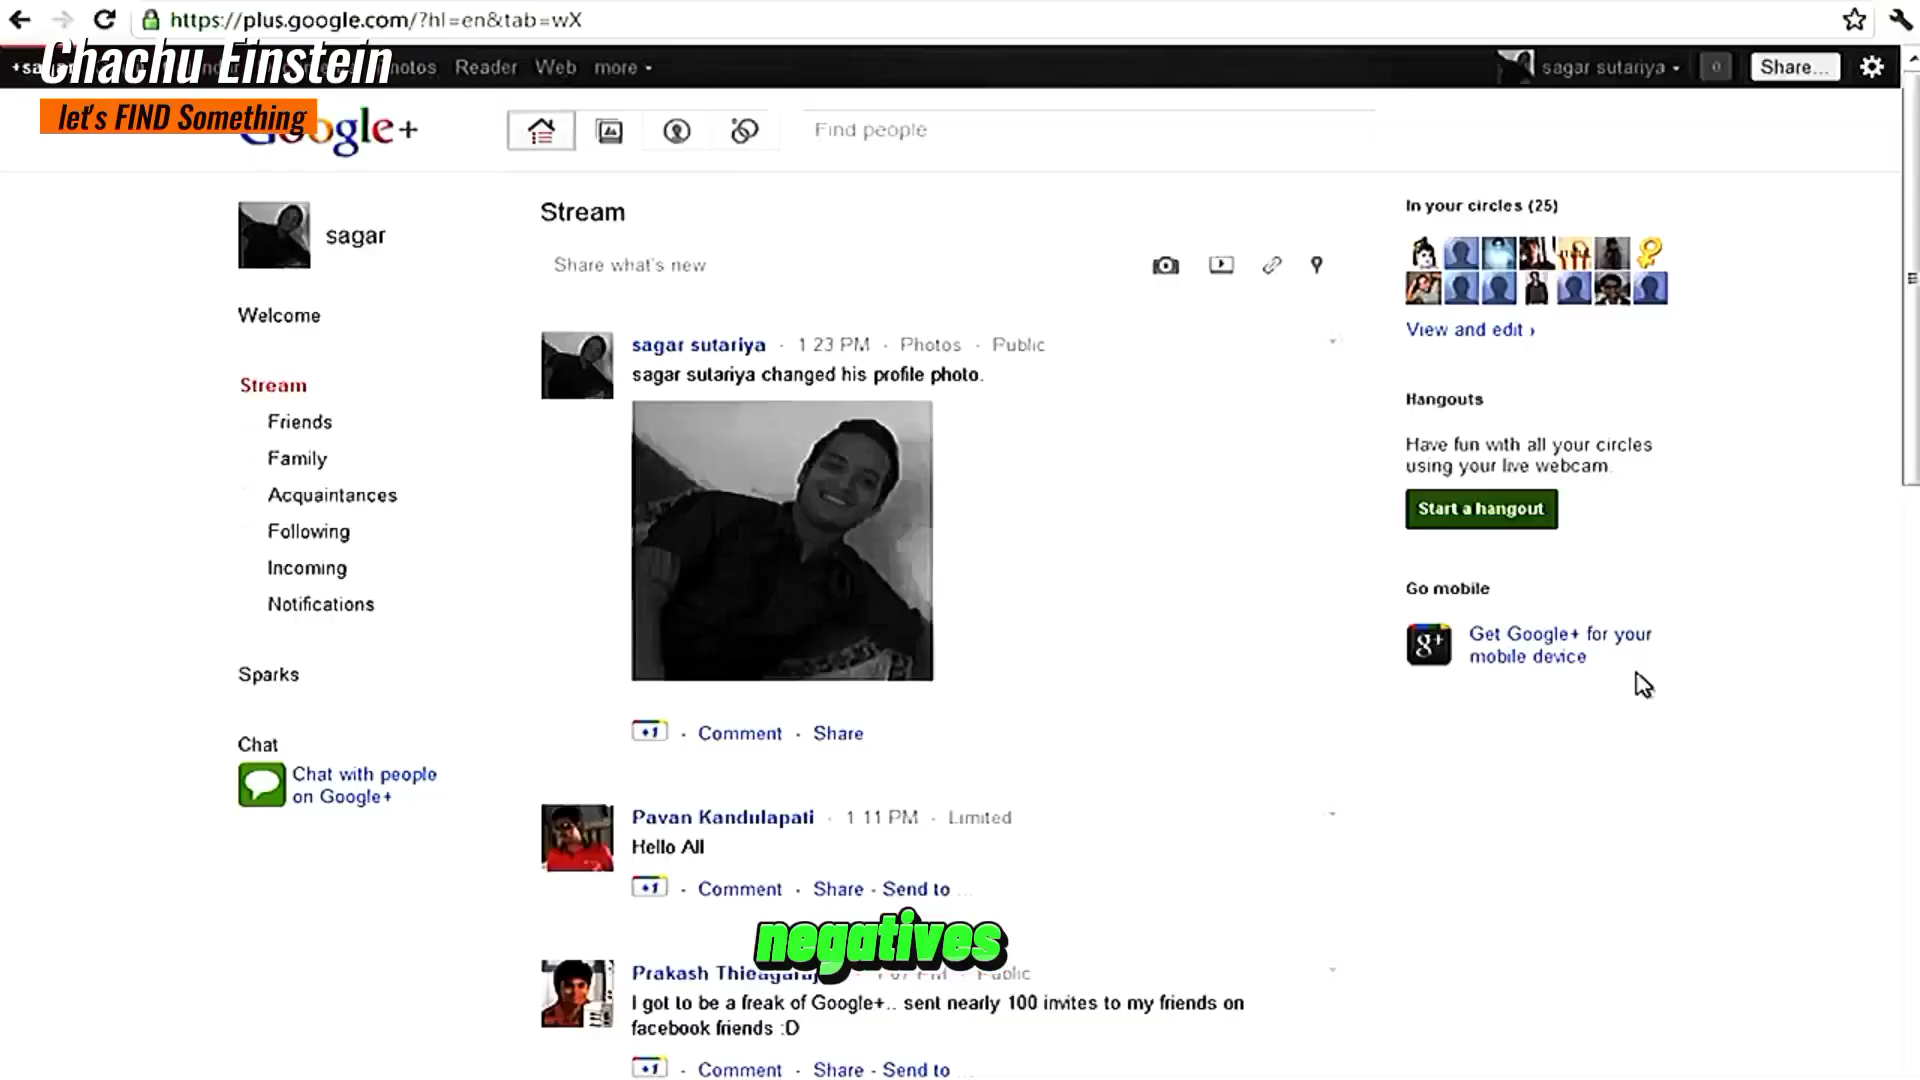 https://plus.google.com/?hl=en&tab=wX
Chachu Einstein
let's FIND Something
Reader Web more
sagar sutariya
0
Share...
Google+
Find people
sagar
Welcome
Stream
Friends
Family
Acquaintances
Following
Incoming
Notifications
Sparks
Chat
Chat with people
on Google+
Stream
Share what's new
sagar sutariya · 1:23 PM · Photos · Public
sagar sutariya changed his profile photo.
+1 · Comment · Share
Pavan Kandulapati · 1:11 PM · Limited
Hello All
+1 · Comment · Share · Send to ...
negatives
Prakash 1:07 PM · Public
I got to be a freak of Google+.. sent nearly 100 invites to my friends on
facebook friends :D
+1 · Comment · Share · Send to
In your circles (25)
View and edit ›
Hangouts
Have fun with all your circles
using your live webcam.
Start a hangout
Go mobile
g+
Get Google+ for your
mobile device